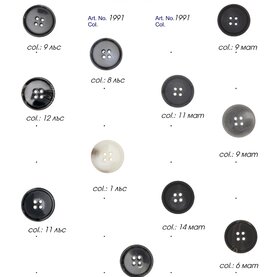 Art. No. 1991
Col.
Art. No. 1991
Col.
col.: 9 льс
col.: 9 мат
col.: 8 льс
col.: 11 мат
col.: 12 льс
col.: 9 мат
col.: 1 льс
col.: 11 льс
col.: 14 мат
col.: 6 мат